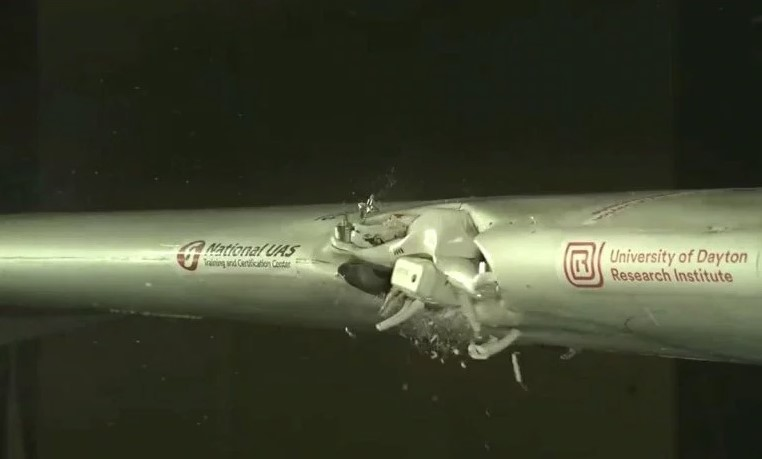 National UAS
Training and Certification Center
University of Dayton
Research Institute